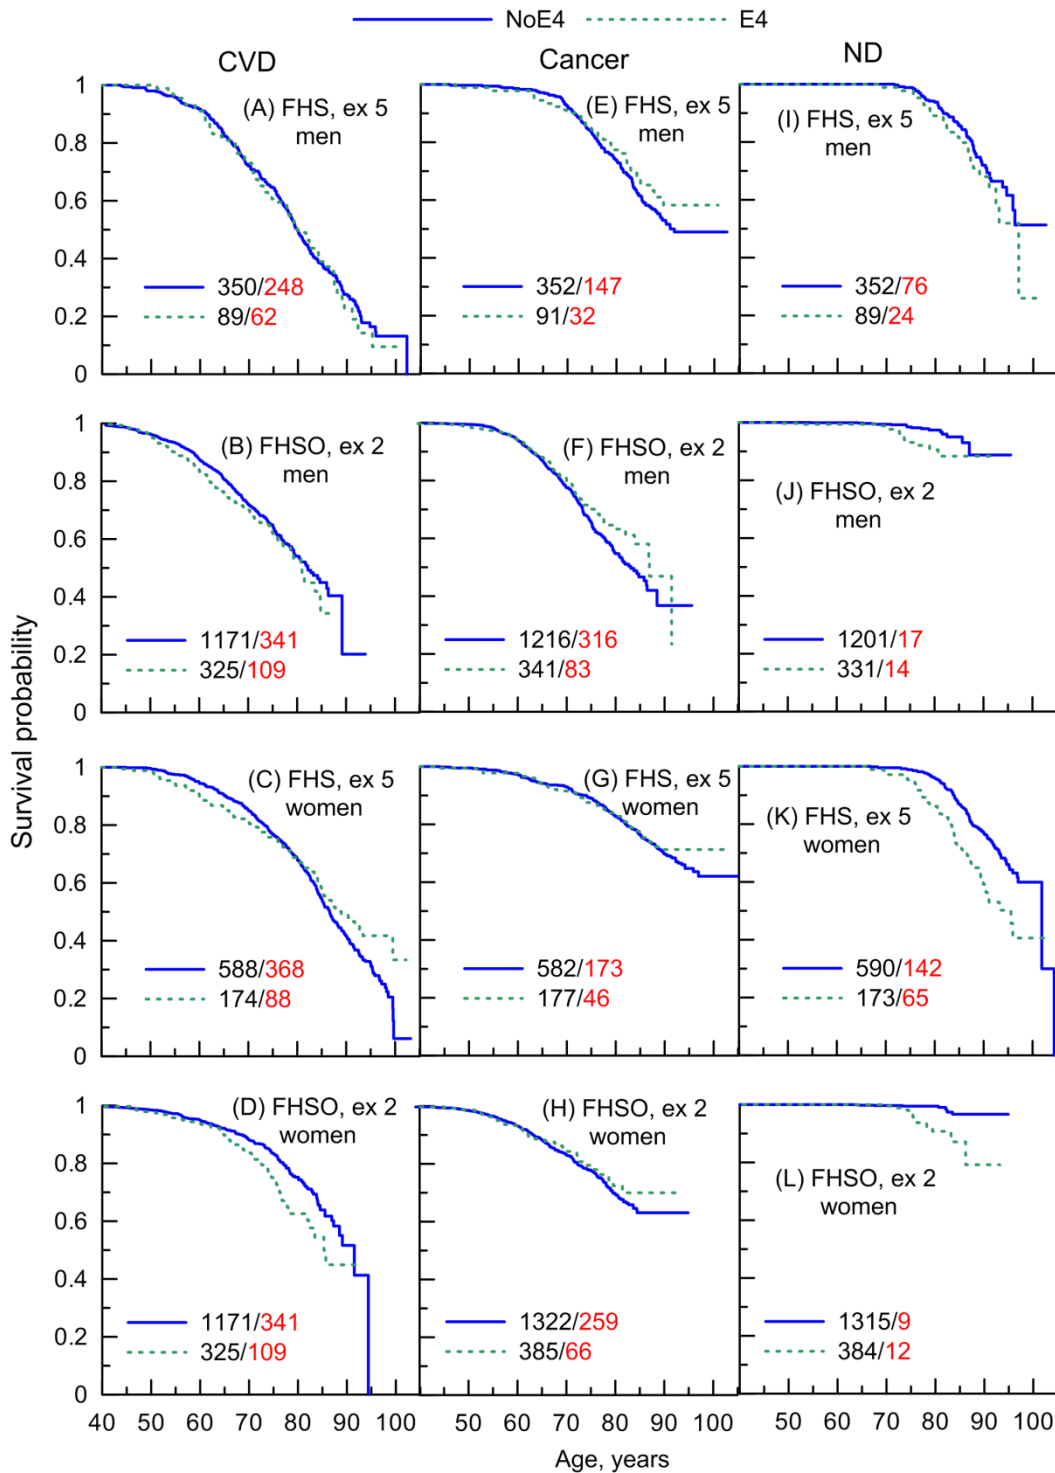 NoE4 E4
CVD Cancer ND
Survival probability
1
0.8
0.6
0.4
0.2
0
(A) FHS, ex 5
men
350/248
89/62
(E) FHS, ex 5
men
352/147
91/32
(I) FHS, ex 5
men
352/76
89/24
1
0.8
0.6
0.4
0.2
0
(B) FHSO, ex 2
men
1171/341
325/109
(F) FHSO, ex 2
men
1216/316
341/83
(J) FHSO, ex 2
men
1201/17
331/14
1
0.8
0.6
0.4
0.2
0
(C) FHS, ex 5
women
588/368
174/88
(G) FHS, ex 5
women
582/173
177/46
(K) FHS, ex 5
women
590/142
173/65
1
0.8
0.6
0.4
0.2
0
(D) FHSO, ex 2
women
1171/341
325/109
(H) FHSO, ex 2
women
1322/259
385/66
(L) FHSO, ex 2
women
1315/9
384/12
40 50 60 70 80 90 100 50 60 70 80 90 100 50 60 70 80 90 100
Age, years